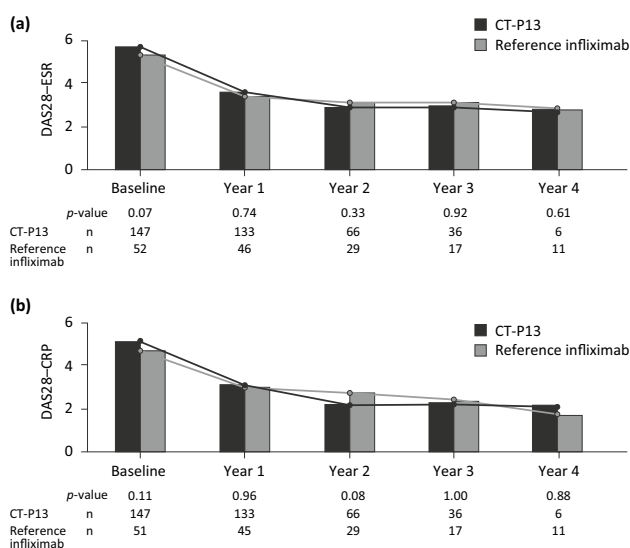 (a)
CT-P13
Reference infliximab
DAS28–ESR
6
4
2
0
Baseline Year 1 Year 2 Year 3 Year 4
p-value 0.07 0.74 0.33 0.92 0.61
CT-P13 n 147 133 66 36 6
Reference n 52 46 29 17 11
infliximab
(b)
CT-P13
Reference infliximab
DAS28–CRP
6
4
2
0
Baseline Year 1 Year 2 Year 3 Year 4
p-value 0.11 0.96 0.08 1.00 0.88
CT-P13 n 147 133 66 36 6
Reference n 51 45 29 17 11
infliximab